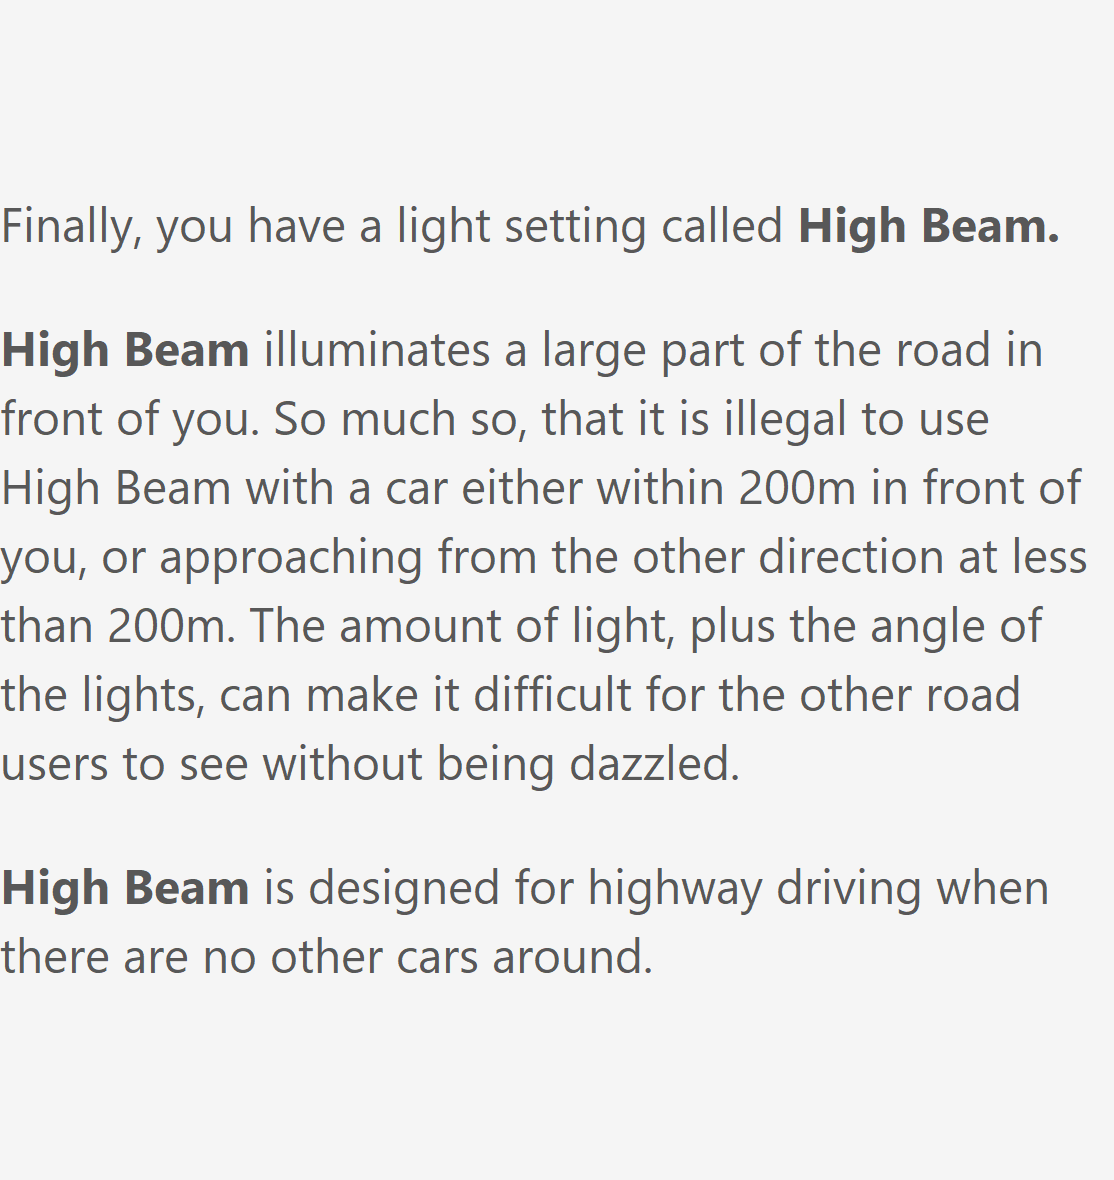 Finally, you have a light setting called High Beam.
High Beam illuminates a large part of the road in
front of you. So much so, that it is illegal to use
High Beam with a car either within 200m in front of
you, or approaching from the other direction at less
than 200m. The amount of light, plus the angle of
the lights, can make it difficult for the other road
users to see without being dazzled.
High Beam is designed for highway driving when
there are no other cars around.